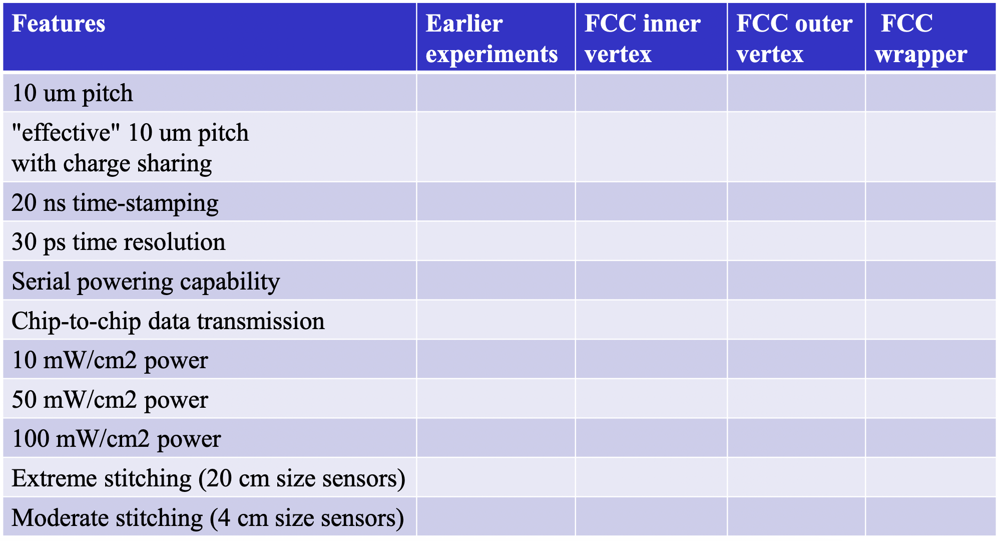 Features
Earlier
experiments
FCC inner
vertex
FCC outer
vertex
FCC
wrapper
10 um pitch
"effective" 10 um pitch
with charge sharing
20 ns time-stamping
30 ps time resolution
Serial powering capability
Chip-to-chip data transmission
10 mW/cm2 power
50 mW/cm2 power
100 mW/cm2 power
Extreme stitching (20 cm size sensors)
Moderate stitching (4 cm size sensors)